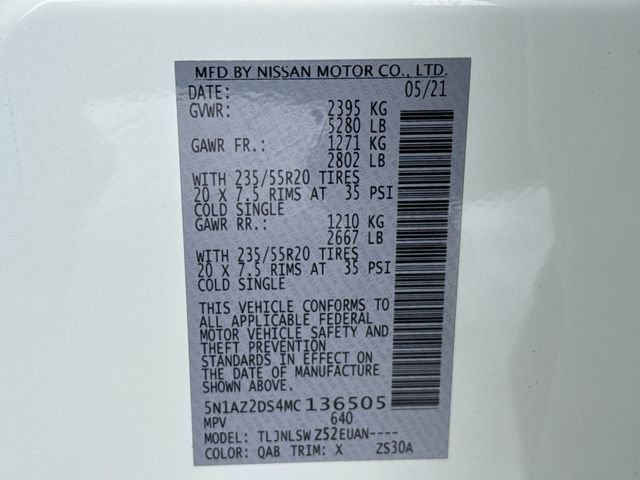 MFD BY NISSAN MOTOR CO., LTD.
DATE: 05/21
GVWR: 2395 KG
5280 LB
GAWR FR.: 1271 KG
2802 LB
WITH 235/55R20 TIRES
20 X 7.5 RIMS AT 35 PSI
COLD SINGLE
GAWR RR.: 1210 KG
2667 LB
WITH 235/55R20 TIRES
20 X 7.5 RIMS AT 35 PSI
COLD SINGLE
THIS VEHICLE CONFORMS TO
ALL APPLICABLE FEDERAL
MOTOR VEHICLE SAFETY AND
THEFT PREVENTION
STANDARDS IN EFFECT ON
THE DATE OF MANUFACTURE
SHOWN ABOVE.
5N1AZ2DS4MC136505
MPV 640
MODEL: TLJNLSWZ52EUAN----
COLOR: QAB TRIM: X ZS30A